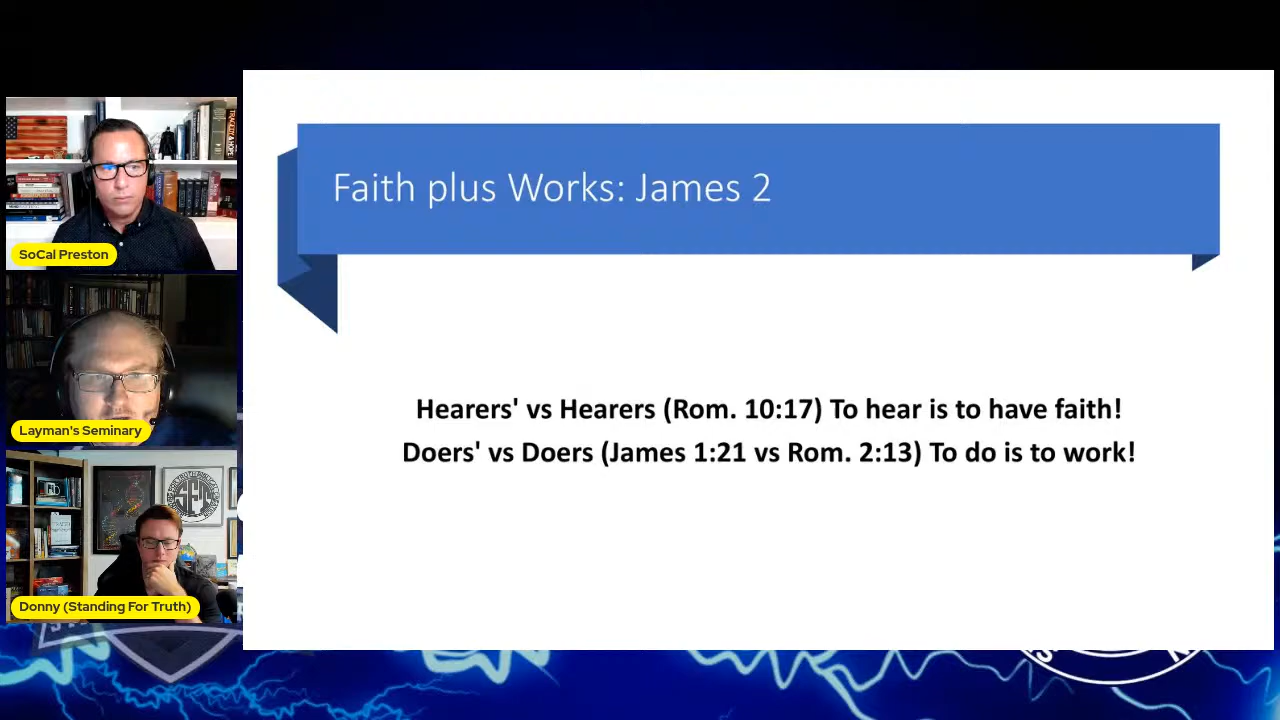 SoCal Preston
Layman's Seminary
SFT
Donny (Standing For Truth)
Faith plus Works: James 2
Hearers' vs Hearers (Rom. 10:17) To hear is to have faith!
Doers' vs Doers (James 1:21 vs Rom. 2:13) To do is to work!